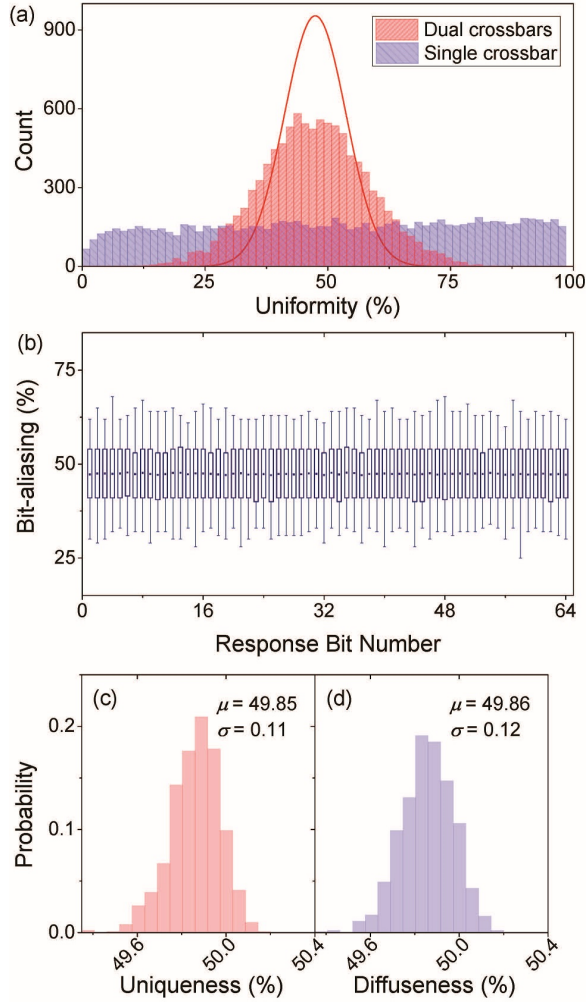 (a)
900
600
300
0
Count
Dual crossbars
Single crossbar
0 25 50 75 100
Uniformity (%)
(b)
75
50
25
Bit-aliasing (%)
0 16 32 48 64
Response Bit Number
(c)
μ = 49.85
σ = 0.11
(d)
μ = 49.86
σ = 0.12
0.2
0.1
0.0
Probability
49.6 50.0 50.4
49.6 50.0 50.4
Uniqueness (%)
Diffuseness (%)